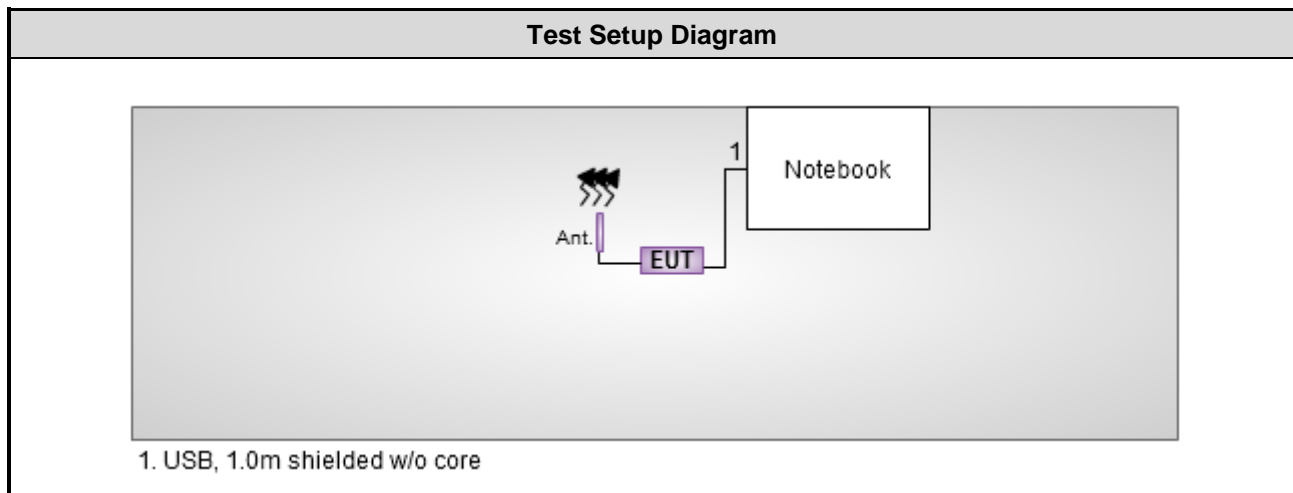 Test Setup Diagram
1
Notebook
Ant.
EUT
1. USB, 1.0m shielded w/o core